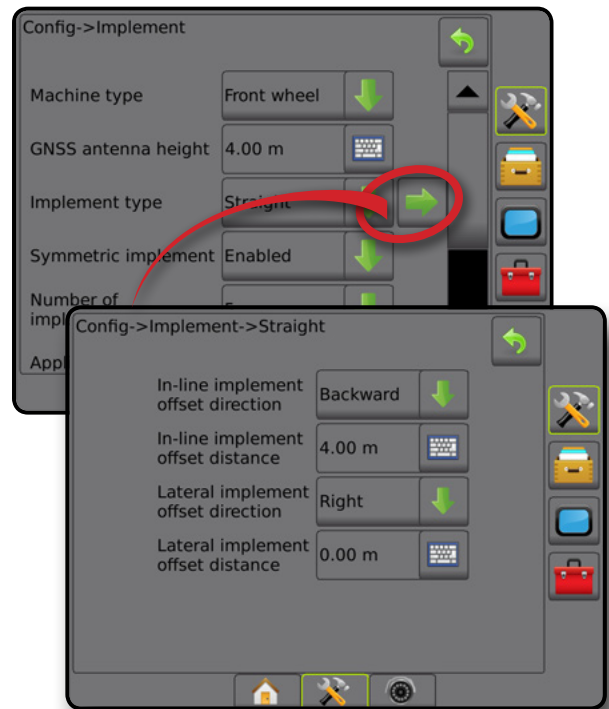 Config->Implement
Machine type Front wheel
GNSS antenna height 4.00 m
Implement type Straight
Symmetric implement Enabled
Number of
Config->Implement->Straight
In-line implement
offset direction Backward
In-line implement
offset distance 4.00 m
Lateral implement
offset direction Right
Lateral implement
offset distance 0.00 m